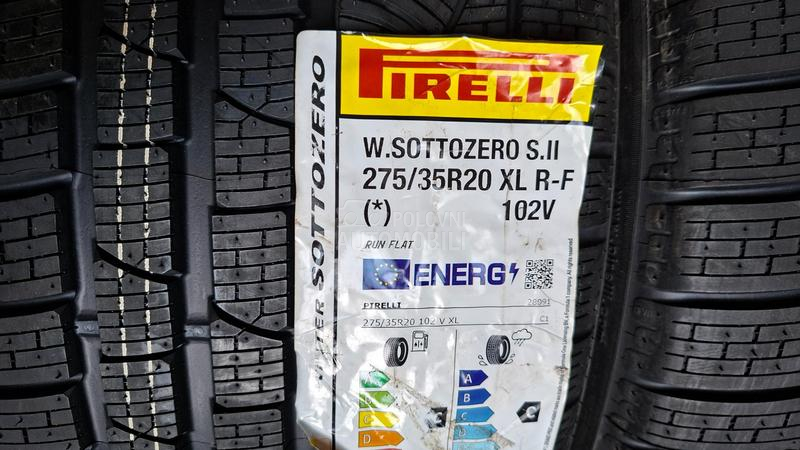 PIRELLI
W.SOTTOZERO S.II
275/35R20 XL R-F
(*) 102V
RUN FLAT
ENERG
PIRELLI 28091
275/35R20 102 V XL C1
A
A
B
B
C
C
D
D
E
C
WINTER SOTTOZERO
POLOVNI
AUTOMOBILI